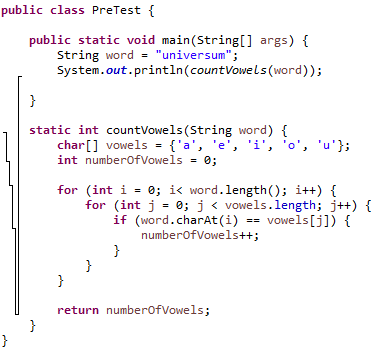 public class PreTest {
public static void main(String[] args) {
String word = "universum";
System.out.println(countVowels(word));
}
static int countVowels(String word) {
char[] vowels = {'a', 'e', 'i', 'o', 'u'};
int numberOfVowels = 0;
for (int i = 0; i< word.length(); i++) {
for (int j = 0; j < vowels.length; j++) {
if (word.charAt(i) == vowels[j]) {
numberOfVowels++;
}
}
}
return numberOfVowels;
}
}